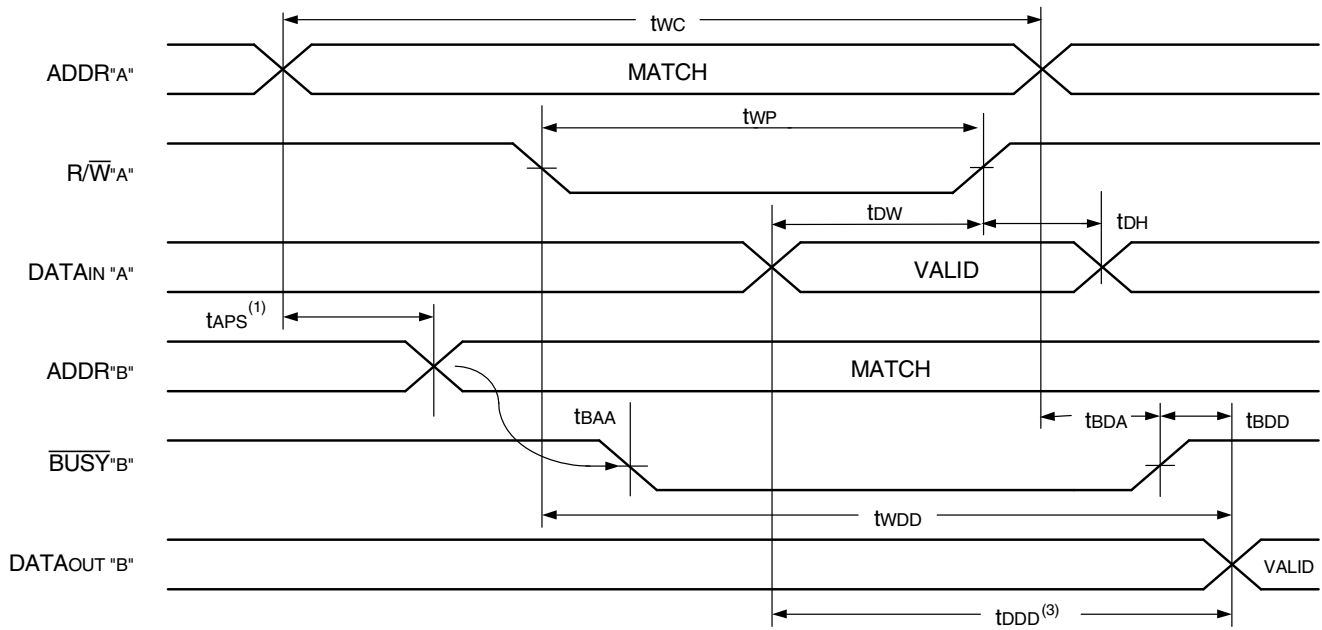 tWC
ADDR"A"
MATCH
tWP
R/W̅"A"
tDW
tDH
DATAIN "A"
VALID
tAPS(1)
ADDR"B"
MATCH
tBAA
tBDA
tBDD
B̅U̅S̅Y̅"B"
tWDD
DATAOUT "B"
VALID
tDDD(3)